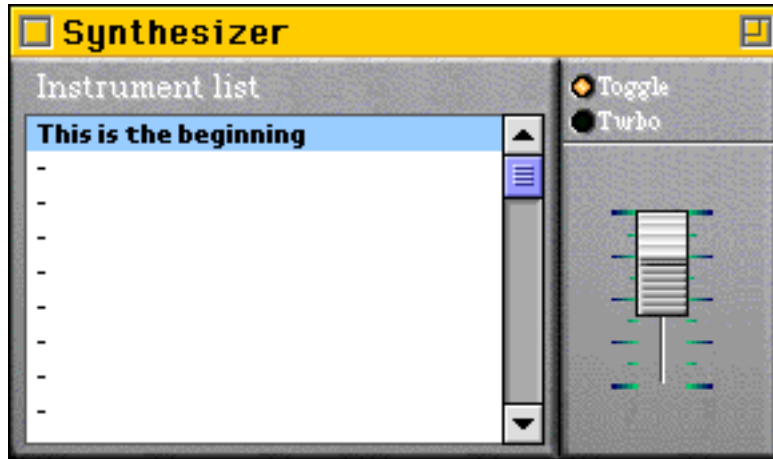 Synthesizer
Instrument list
This is the beginning
-
-
-
-
-
-
-
-
Toggle
Turbo